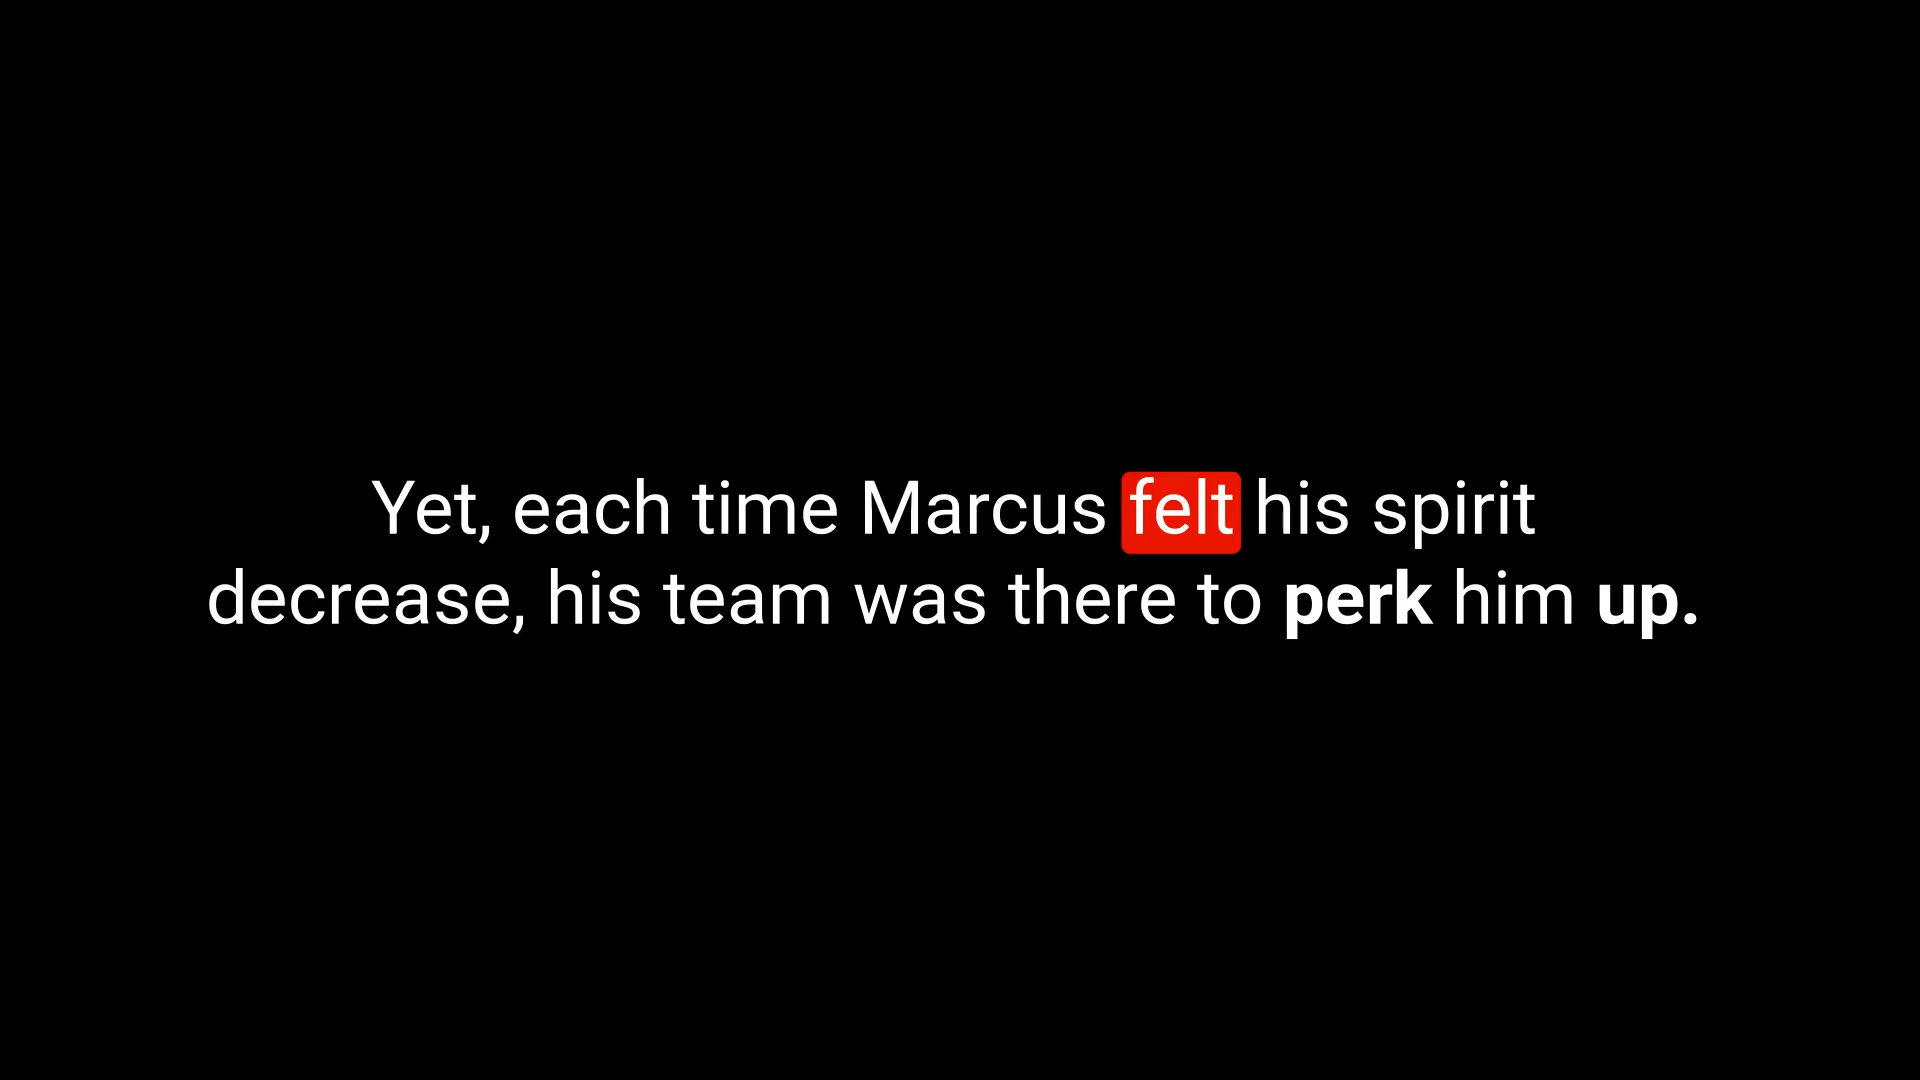 Yet, each time Marcus felt his spirit
decrease, his team was there to perk him up.